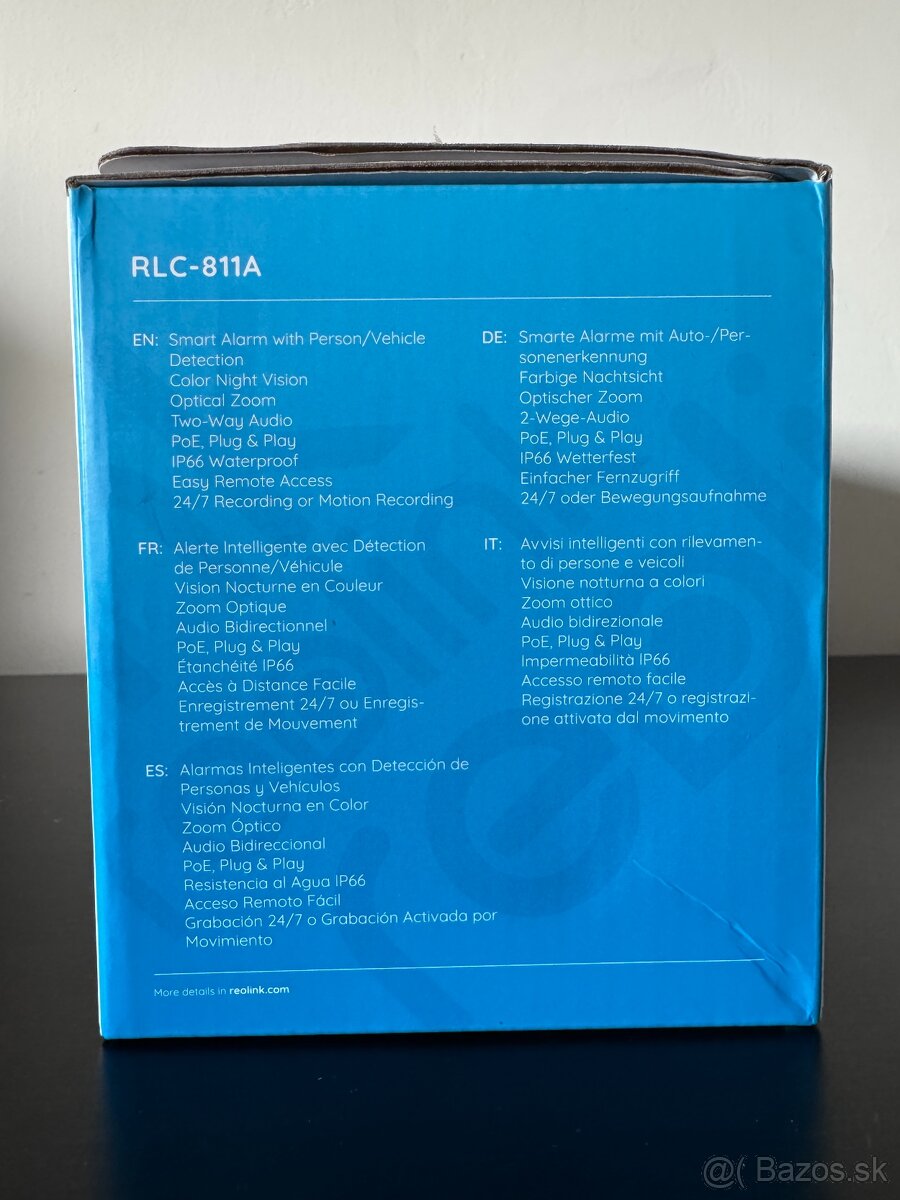 RLC-811A
EN: Smart Alarm with Person/Vehicle
Detection
Color Night Vision
Optical Zoom
Two-Way Audio
PoE, Plug & Play
IP66 Waterproof
Easy Remote Access
24/7 Recording or Motion Recording
DE: Smarte Alarme mit Auto-/Per-
sonenerkennung
Farbige Nachtsicht
Optischer Zoom
2-Wege-Audio
PoE, Plug & Play
IP66 Wetterfest
Einfacher Fernzugriff
24/7 oder Bewegungsaufnahme
FR: Alerte Intelligente avec Détection
de Personne/Véhicule
Vision Nocturne en Couleur
Zoom Optique
Audio Bidirectionnel
PoE, Plug & Play
Étanchéité IP66
Accès à Distance Facile
Enregistrement 24/7 ou Enregis-
trement de Mouvement
IT: Avvisi intelligenti con rilevamen-
to di persone e veicoli
Visione notturna a colori
Zoom ottico
Audio bidirezionale
PoE, Plug & Play
Impermeabilità IP66
Accesso remoto facile
Registrazione 24/7 o registrazi-
one attivata dal movimento
ES: Alarmas Inteligentes con Detección de
Personas y Vehículos
Visión Nocturna en Color
Zoom Óptico
Audio Bidireccional
PoE, Plug & Play
Resistencia al Agua IP66
Acceso Remoto Fácil
Grabación 24/7 o Grabación Activada por
Movimiento
More details in reolink.com
@( Bazos.sk